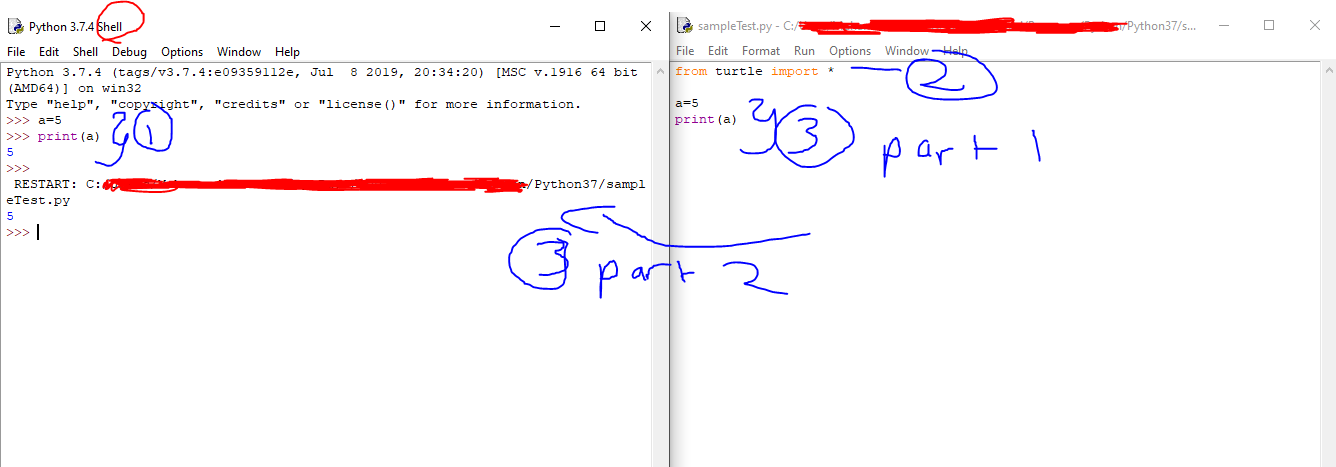 Python 3.7.4 Shell
File Edit Shell Debug Options Window Help
Python 3.7.4 (tags/v3.7.4:e09359112e, Jul  8 2019, 20:34:20) [MSC v.1916 64 bit
(AMD64)] on win32
Type "help", "copyright", "credits" or "license()" for more information.
>>> a=5
>>> print(a)
1
5
>>>
RESTART: C:
/Python37/sampl
eTest.py
5
>>>
3 part 2
sampleTest.py - C:/
/Python37/s...
File Edit Format Run Options Window Help
from turtle import *
2
a=5
print(a)
3 part 1